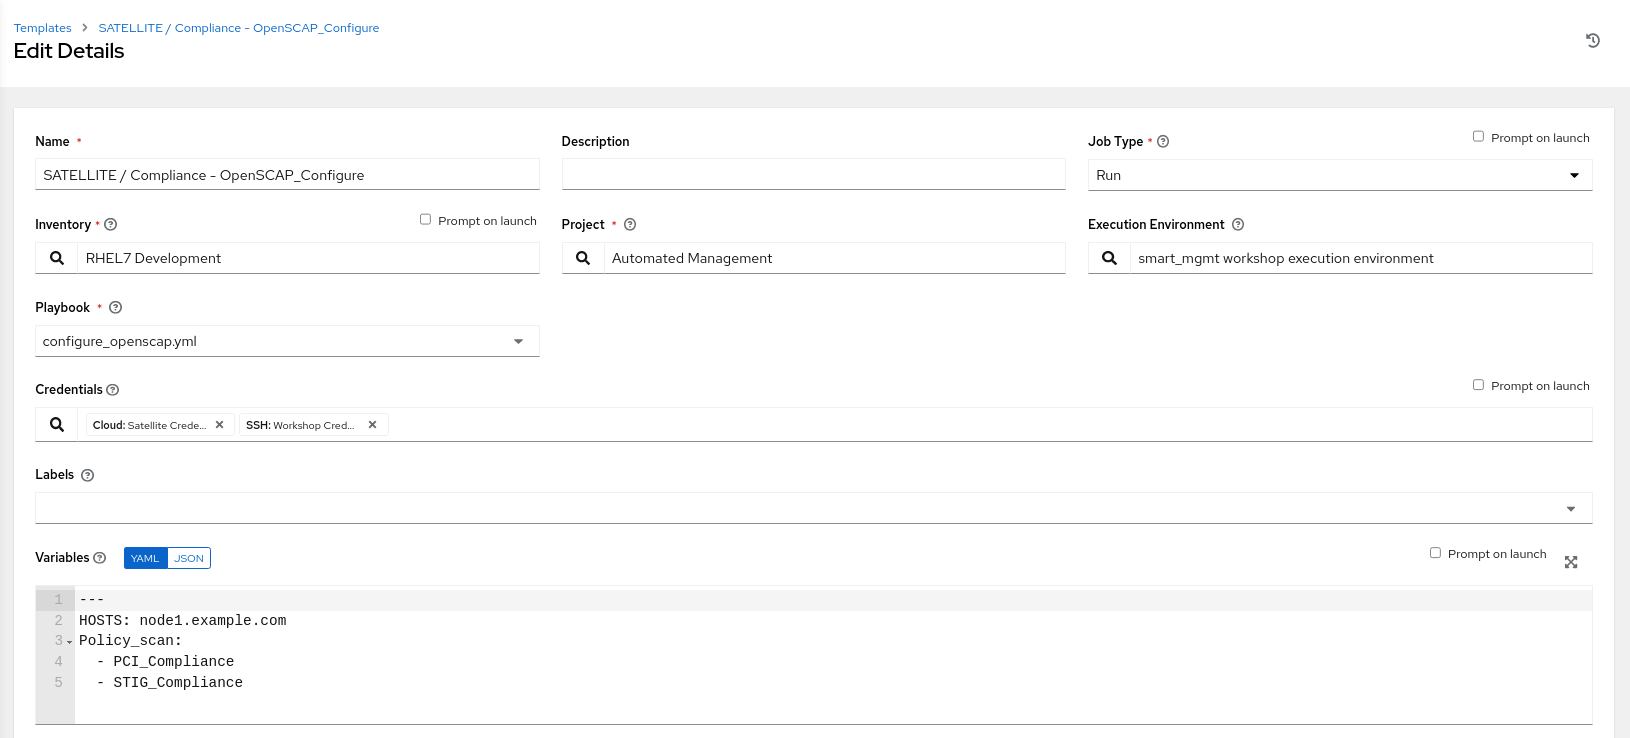 Templates > SATELLITE / Compliance - OpenSCAP_Configure
Edit Details
Name *
SATELLITE / Compliance - OpenSCAP_Configure
Description
Job Type *
Prompt on launch
Run
Inventory *
Prompt on launch
RHEL7 Development
Project *
Automated Management
Execution Environment
smart_mgmt workshop execution environment
Playbook *
configure_openscap.yml
Credentials
Prompt on launch
Cloud: Satellite Crede...
SSH: Workshop Cred...
Labels
Variables
YAML JSON
Prompt on launch
1 ---
2 HOSTS: node1.example.com
3 Policy_scan:
4   - PCI_Compliance
5   - STIG_Compliance